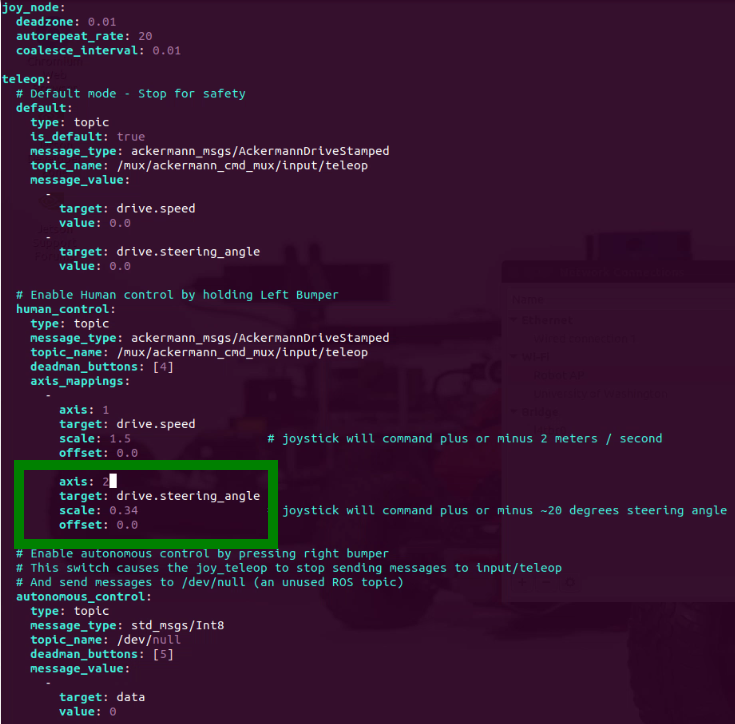 joy_node:
  deadzone: 0.01
  autorepeat_rate: 20
  coalesce_interval: 0.01

teleop:
  # Default mode - Stop for safety
  default:
    type: topic
    is_default: true
    message_type: ackermann_msgs/AckermannDriveStamped
    topic_name: /mux/ackermann_cmd_mux/input/teleop
    message_value:
      -
        target: drive.speed
        value: 0.0
      -
        target: drive.steering_angle
        value: 0.0

  # Enable Human control by holding Left Bumper
  human_control:
    type: topic
    message_type: ackermann_msgs/AckermannDriveStamped
    topic_name: /mux/ackermann_cmd_mux/input/teleop
    deadman_buttons: [4]
    axis_mappings:
      -
        axis: 1
        target: drive.speed
        scale: 1.5                   # joystick will command plus or minus 2 meters / second
        offset: 0.0
        axis: 2
        target: drive.steering_angle
        scale: 0.34                  joystick will command plus or minus ~20 degrees steering angle
        offset: 0.0

  # Enable autonomous control by pressing right bumper
  # This switch causes the joy_teleop to stop sending messages to input/teleop
  # And send messages to /dev/null (an unused ROS topic)
  autonomous_control:
    type: topic
    message_type: std_msgs/Int8
    topic_name: /dev/null
    deadman_buttons: [5]
    message_value:
      -
        target: data
        value: 0